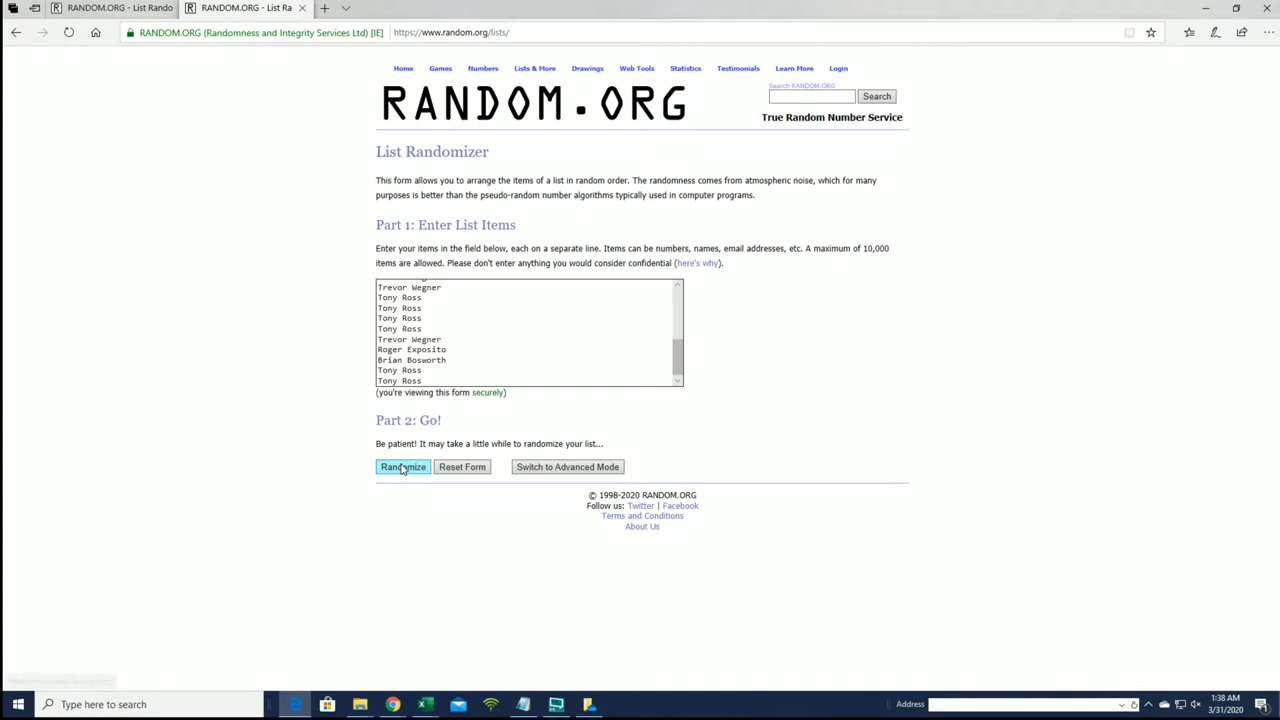 RANDOM.ORG - List Rando
RANDOM.ORG - List Ra
RANDOM.ORG (Randomness and Integrity Services Ltd) [IE]
https://www.random.org/lists/
Home Games Numbers Lists & More Drawings Web Tools Statistics Testimonials Learn More Login
Search RANDOM.ORG
RANDOM.ORG
Search
True Random Number Service
List Randomizer
This form allows you to arrange the items of a list in random order. The randomness comes from atmospheric noise, which for many
purposes is better than the pseudo-random number algorithms typically used in computer programs.
Part 1: Enter List Items
Enter your items in the field below, each on a separate line. Items can be numbers, names, email addresses, etc. A maximum of 10,000
items are allowed. Please don't enter anything you would consider confidential (here's why).
Trevor Wegner
Tony Ross
Tony Ross
Tony Ross
Tony Ross
Trevor Wegner
Roger Exposito
Brian Bosworth
Tony Ross
Tony Ross
(you're viewing this form securely)
Part 2: Go!
Be patient! It may take a little while to randomize your list...
Randomize Reset Form Switch to Advanced Mode
© 1998-2020 RANDOM.ORG
Follow us: Twitter | Facebook
Terms and Conditions
About Us
Type here to search
Address
1:38 AM
3/31/2020